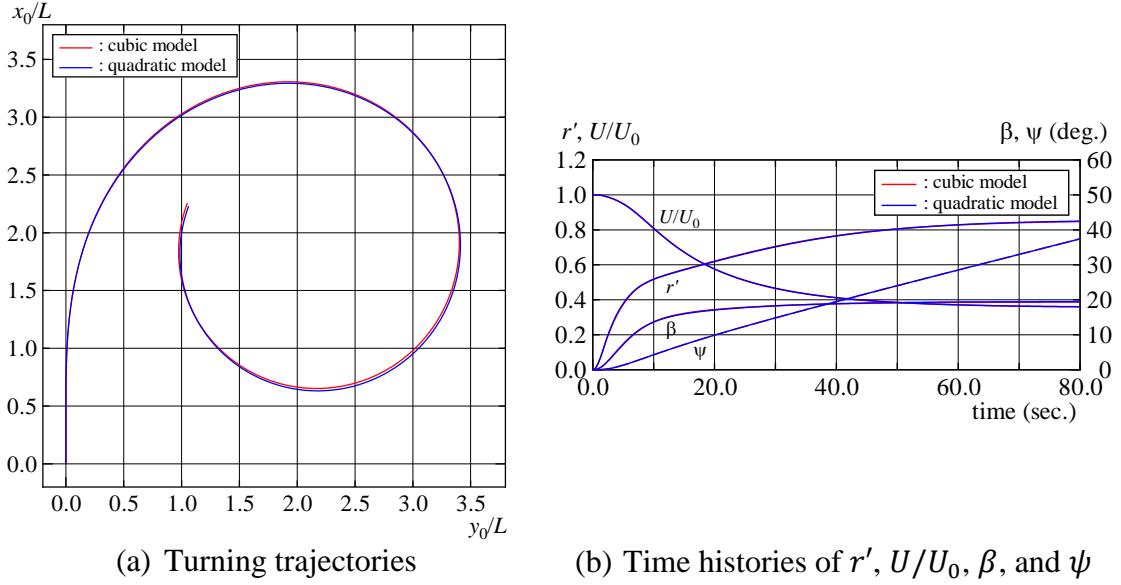 x₀/L
: cubic model
: quadratic model
3.5
3.0
2.5
2.0
1.5
1.0
0.5
0.0
0.0 0.5 1.0 1.5 2.0 2.5 3.0 3.5
y₀/L
(a) Turning trajectories
r′, U/U₀
β, ψ (deg.)
: cubic model
: quadratic model
1.2
1.0
0.8
0.6
0.4
0.2
0.0
60
50
40
30
20
10
0
U/U₀
r′
β
ψ
0.0 20.0 40.0 60.0 80.0
time (sec.)
(b) Time histories of r′, U/U₀, β, and ψ